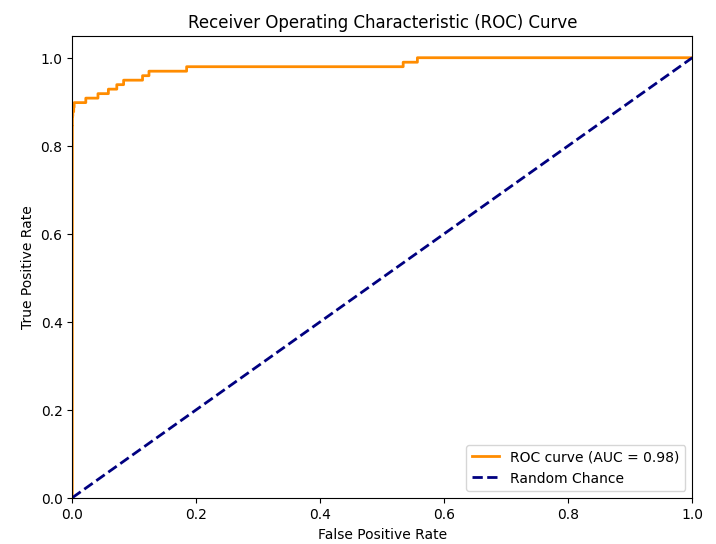 Receiver Operating Characteristic (ROC) Curve
1.0
0.8
0.6
0.4
0.2
0.0
True Positive Rate
ROC curve (AUC = 0.98)
Random Chance
0.0 0.2 0.4 0.6 0.8 1.0
False Positive Rate